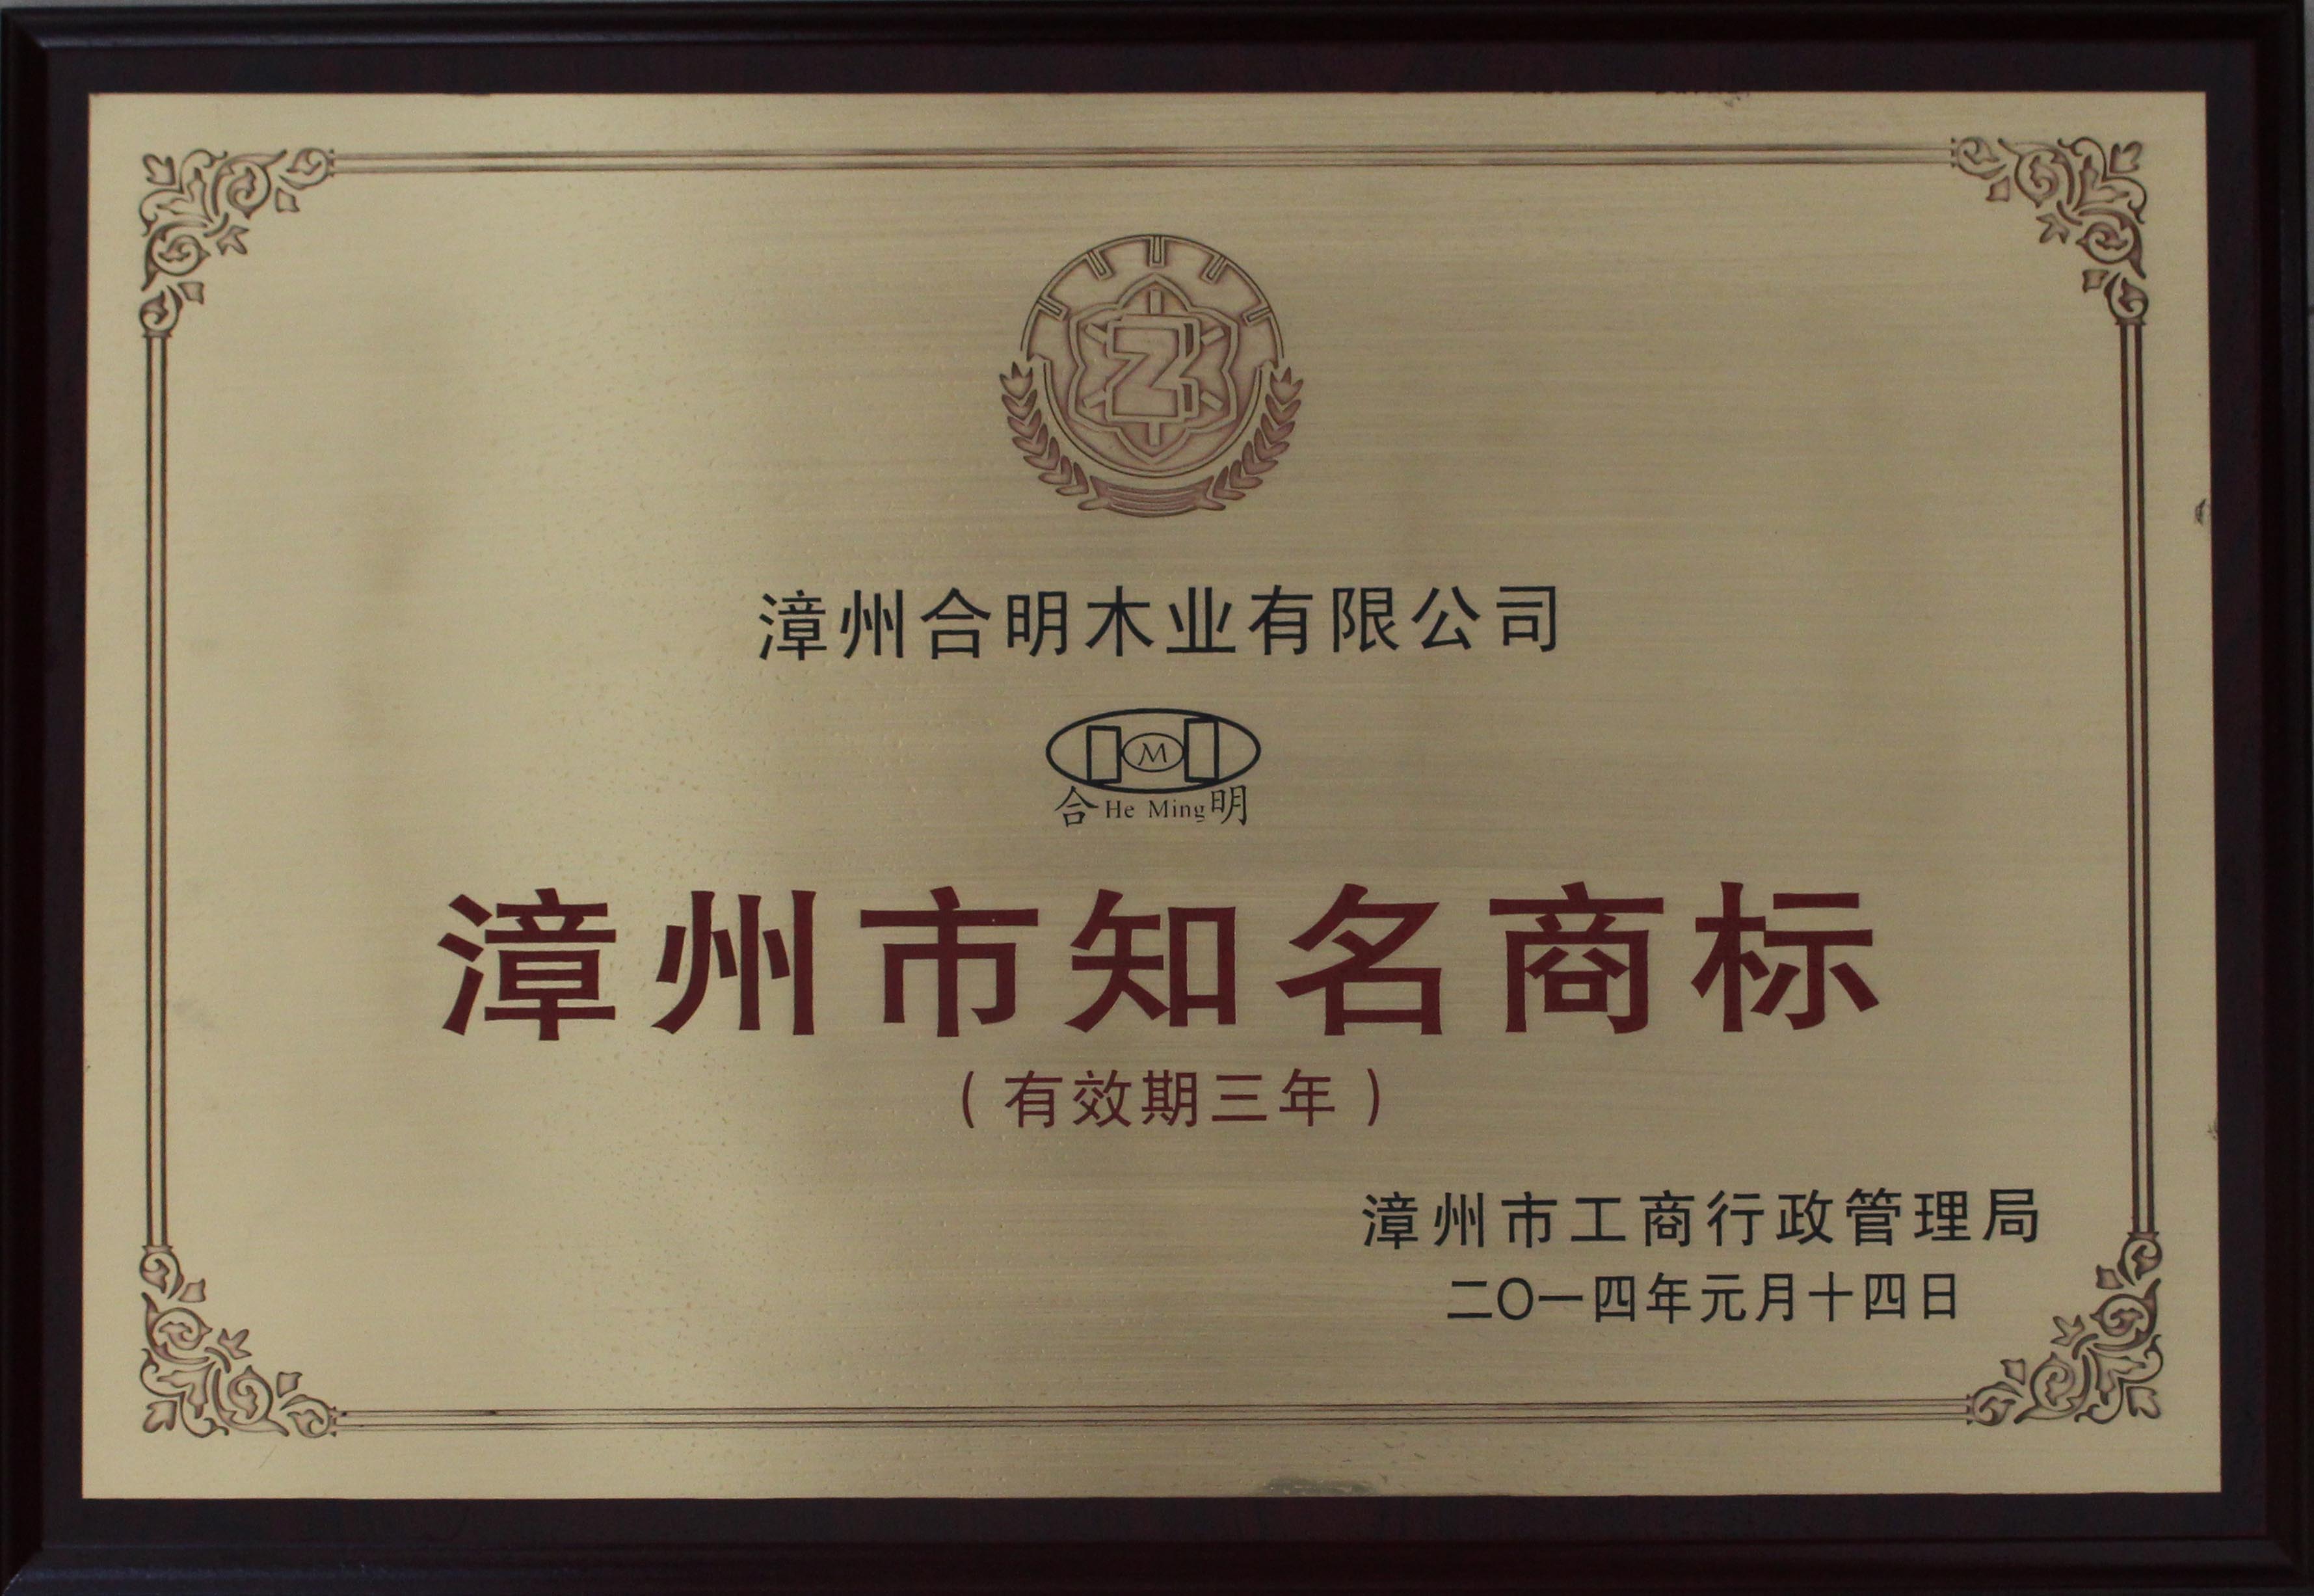 Z
漳州合明木业有限公司
M
合 He Ming 明
漳州市知名商标
（有效期三年）
漳州市工商行政管理局
二〇一四年元月十四日